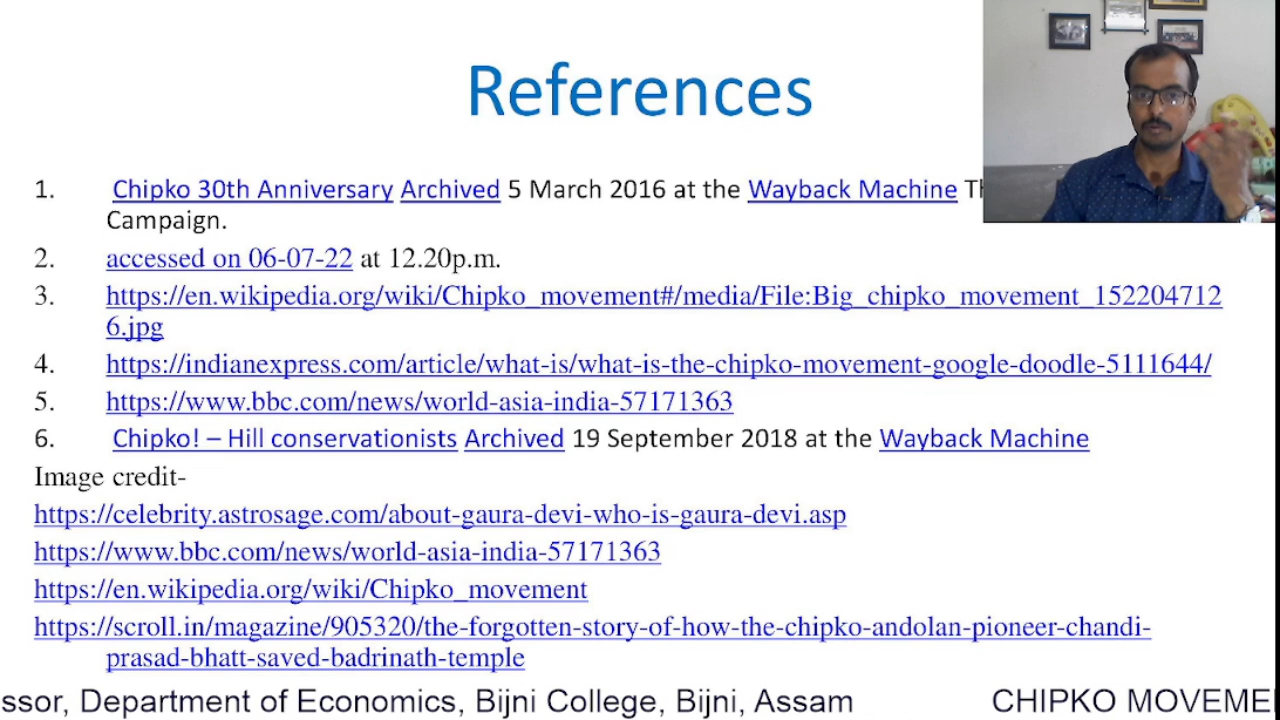 References
1. Chipko 30th Anniversary Archived 5 March 2016 at the Wayback Machine
Campaign.
2. accessed on 06-07-22 at 12.20p.m.
3. https://en.wikipedia.org/wiki/Chipko_movement#/media/File:Big_chipko_movement_152204712
6.jpg
4. https://indianexpress.com/article/what-is/what-is-the-chipko-movement-google-doodle-5111644/
5. https://www.bbc.com/news/world-asia-india-57171363
6. Chipko! – Hill conservationists Archived 19 September 2018 at the Wayback Machine
Image credit-
https://celebrity.astrosage.com/about-gaura-devi-who-is-gaura-devi.asp
https://www.bbc.com/news/world-asia-india-57171363
https://en.wikipedia.org/wiki/Chipko_movement
https://scroll.in/magazine/905320/the-forgotten-story-of-how-the-chipko-andolan-pioneer-chandi-
prasad-bhatt-saved-badrinath-temple
ssor, Department of Economics, Bijni College, Bijni, Assam CHIPKO MOVEME